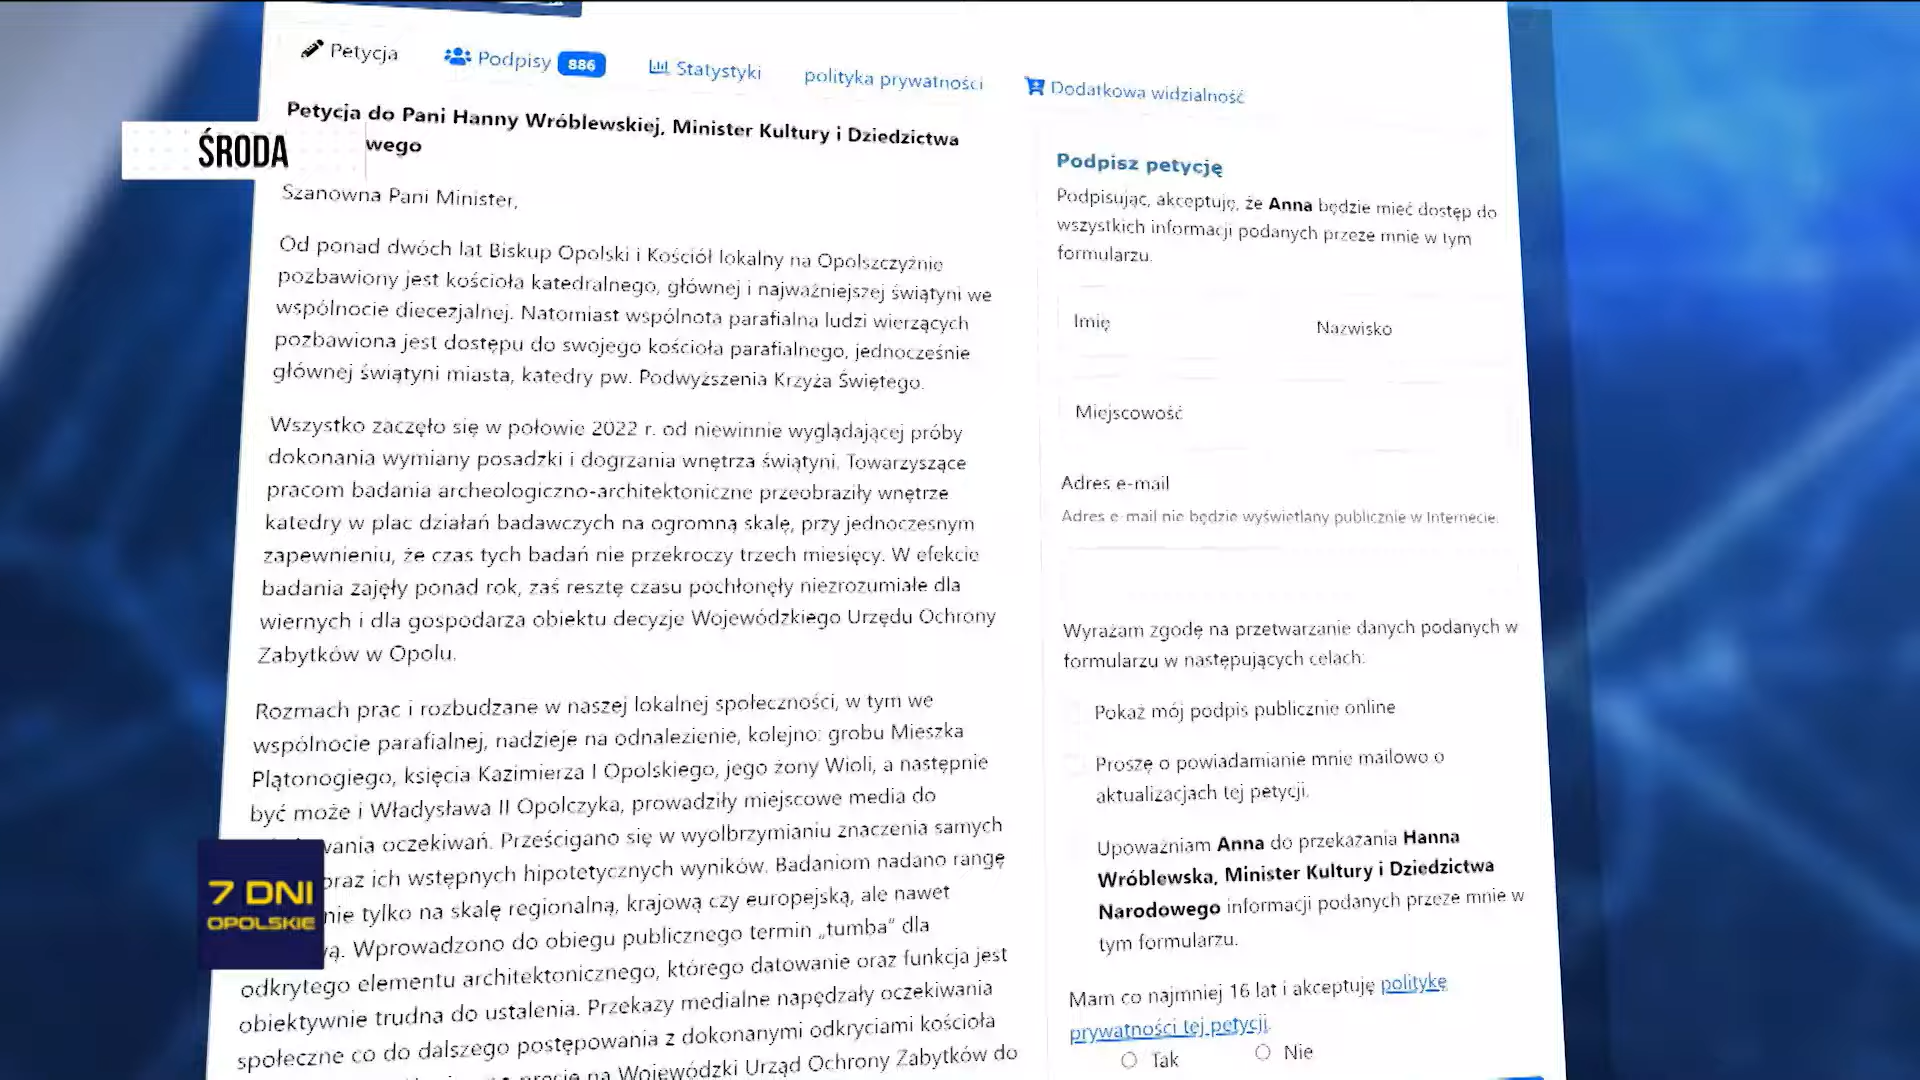 Petycja
Podpisy 886
Statystyki
polityka prywatności
Dodatkowa widzialność
Petycja do Pani Hanny Wróblewskiej, Minister Kultury i Dziedzictwa
wego
ŚRODA
Szanowna Pani Minister,
Od ponad dwóch lat Biskup Opolski i Kościół lokalny na Opolszczyźnie
pozbawiony jest kościoła katedralnego, głównej i najważniejszej świątyni we
wspólnocie diecezjalnej. Natomiast wspólnota parafialna ludzi wierzących
pozbawiona jest dostępu do swojego kościoła parafialnego, jednocześnie
głównej świątyni miasta, katedry pw. Podwyższenia Krzyża Świętego.
Wszystko zaczęło się w połowie 2022 r. od niewinnie wyglądającej próby
dokonania wymiany posadzki i dogrzania wnętrza świątyni. Towarzyszące
pracom badania archeologiczno-architektoniczne przeobraziły wnętrze
katedry w plac działań badawczych na ogromną skalę, przy jednoczesnym
zapewnieniu, że czas tych badań nie przekroczy trzech miesięcy. W efekcie
badania zajęły ponad rok, zaś resztę czasu pochłonęły niezrozumiałe dla
wiernych i dla gospodarza obiektu decyzje Wojewódzkiego Urzędu Ochrony
Zabytków w Opolu.
Rozmach prac i rozbudzane w naszej lokalnej społeczności, w tym we
wspólnocie parafialnej, nadzieje na odnalezienie, kolejno: grobu Mieszka
Plątonogiego, księcia Kazimierza I Opolskiego, jego żony Wioli, a następnie
być może i Władysława II Opolczyka, prowadziły miejscowe media do
wania oczekiwań. Prześcigano się w wyolbrzymianiu znaczenia samych
oraz ich wstępnych hipotetycznych wyników. Badaniom nadano rangę
nie tylko na skalę regionalną, krajową czy europejską, ale nawet
ą. Wprowadzono do obiegu publicznego termin „tumba” dla
odkrytego elementu architektonicznego, którego datowanie oraz funkcja jest
obiektywnie trudna do ustalenia. Przekazy medialne napędzały oczekiwania
społeczne co do dalszego postępowania z dokonanymi odkryciami kościoła
na Wojewódzki Urząd Ochrony Zabytków do
7 DNI
OPOLSKIE
Podpisz petycję
Podpisując, akceptuję, że Anna będzie mieć dostęp do
wszystkich informacji podanych przeze mnie w tym
formularzu.
Imię
Nazwisko
Miejscowość
Adres e-mail
Adres e-mail nie będzie wyświetlany publicznie w Internecie.
Wyrażam zgodę na przetwarzanie danych podanych w
formularzu w następujących celach:
Pokaż mój podpis publicznie online
Proszę o powiadamianie mnie mailowo o
aktualizacjach tej petycji.
Upoważniam Anna do przekazania Hanna
Wróblewska, Minister Kultury i Dziedzictwa
Narodowego informacji podanych przeze mnie w
tym formularzu.
Mam co najmniej 16 lat i akceptuję politykę
prywatności tej petycji.
Tak
Nie